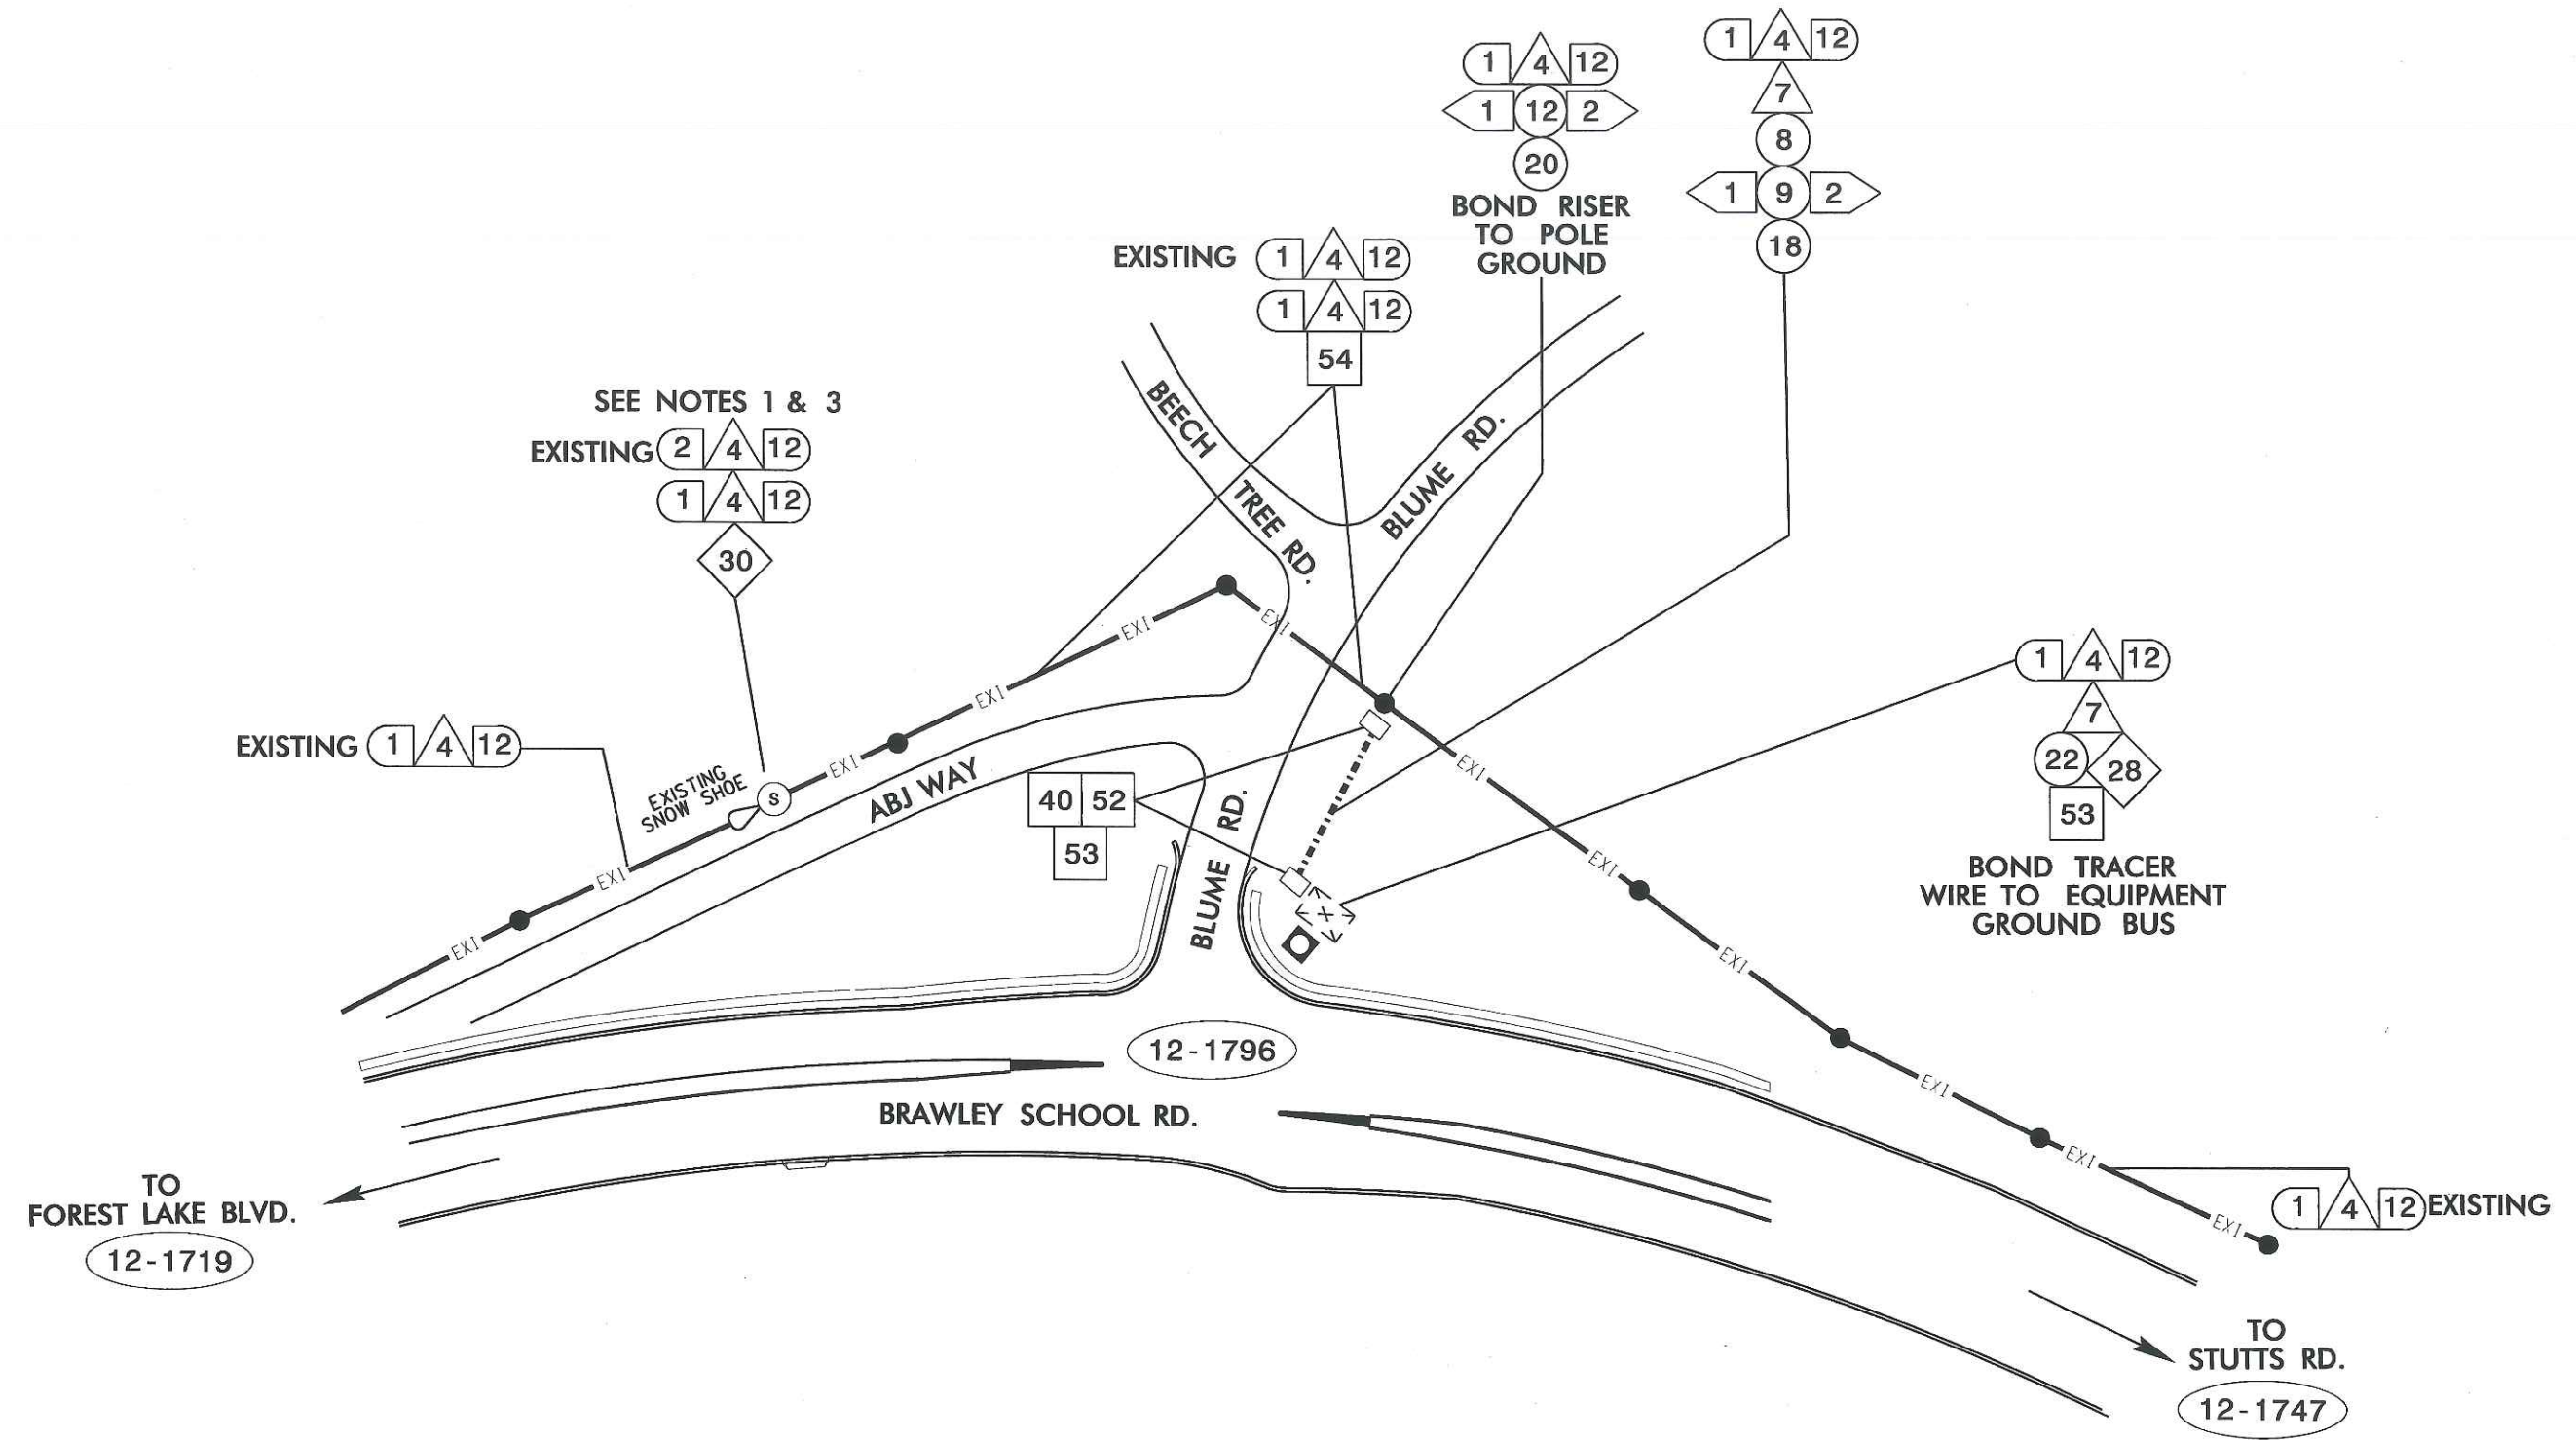 1 4 12
7
8
1 9 2
18
1 4 12
1 12 2
20
BOND RISER
TO POLE
GROUND
EXISTING 1 4 12
1 4 12
54
SEE NOTES 1 & 3
EXISTING 2 4 12
1 4 12
30
BEECH TREE RD.
BLUME RD.
EXI
EXI
EXI
EXI
EXI
EXI
EXISTING 1 4 12
EXISTING
SNOW SHOE
S
ABJ WAY
40 52
53
BLUME RD.
1 4 12
7
22 28
53
BOND TRACER
WIRE TO EQUIPMENT
GROUND BUS
EXI
EXI
EXI
EXI
EXI
EXI
12-1796
BRAWLEY SCHOOL RD.
TO
FOREST LAKE BLVD.
12-1719
1 4 12 EXISTING
TO
STUTTS RD.
12-1747